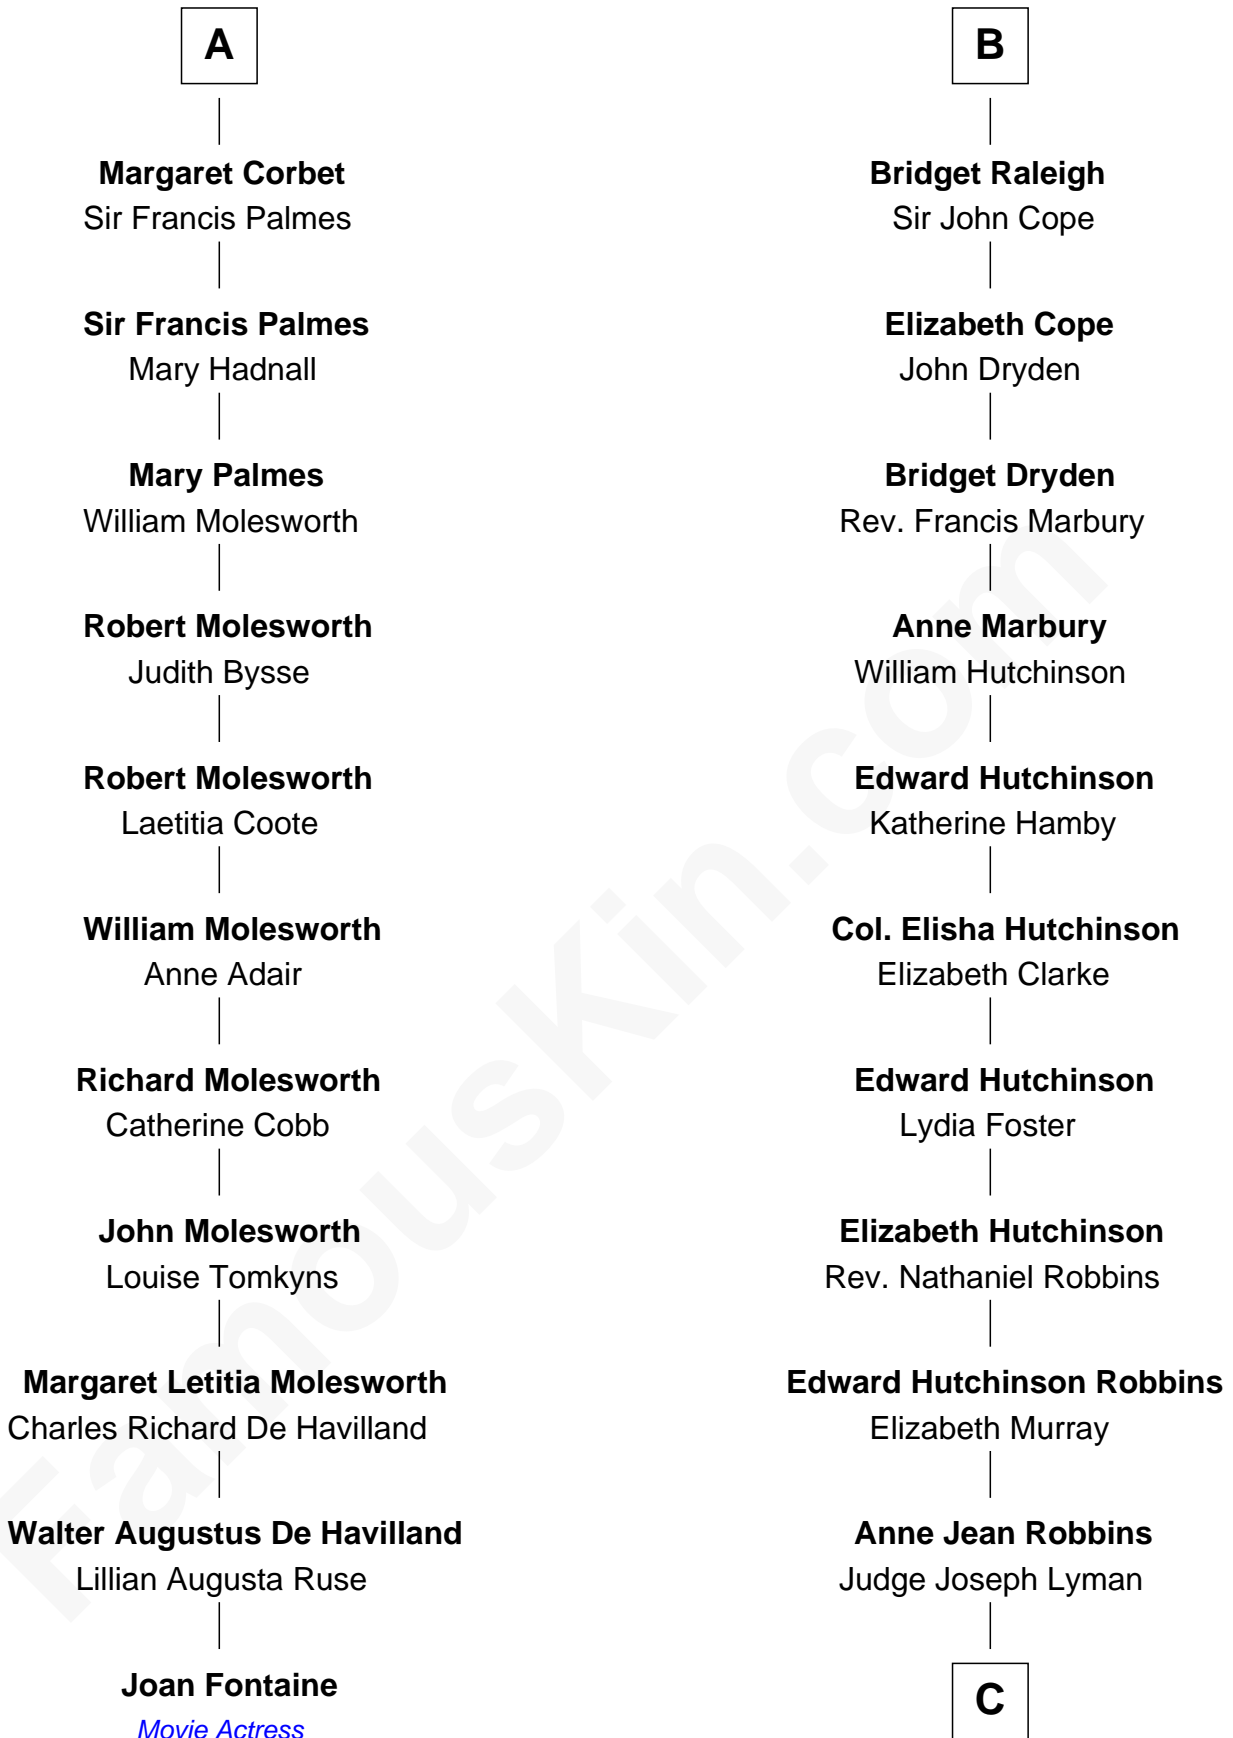 A
Margaret Corbet
Sir Francis Palmes
Sir Francis Palmes
Mary Hadnall
Mary Palmes
William Molesworth
Robert Molesworth
Judith Bysse
Robert Molesworth
Laetitia Coote
William Molesworth
Anne Adair
Richard Molesworth
Catherine Cobb
John Molesworth
Louise Tomkyns
Margaret Letitia Molesworth
Charles Richard De Havilland
Walter Augustus De Havilland
Lillian Augusta Ruse
Joan Fontaine
Movie Actress
B
Bridget Raleigh
Sir John Cope
Elizabeth Cope
John Dryden
Bridget Dryden
Rev. Francis Marbury
Anne Marbury
William Hutchinson
Edward Hutchinson
Katherine Hamby
Col. Elisha Hutchinson
Elizabeth Clarke
Edward Hutchinson
Lydia Foster
Elizabeth Hutchinson
Rev. Nathaniel Robbins
Edward Hutchinson Robbins
Elizabeth Murray
Anne Jean Robbins
Judge Joseph Lyman
C
FamousKin.com